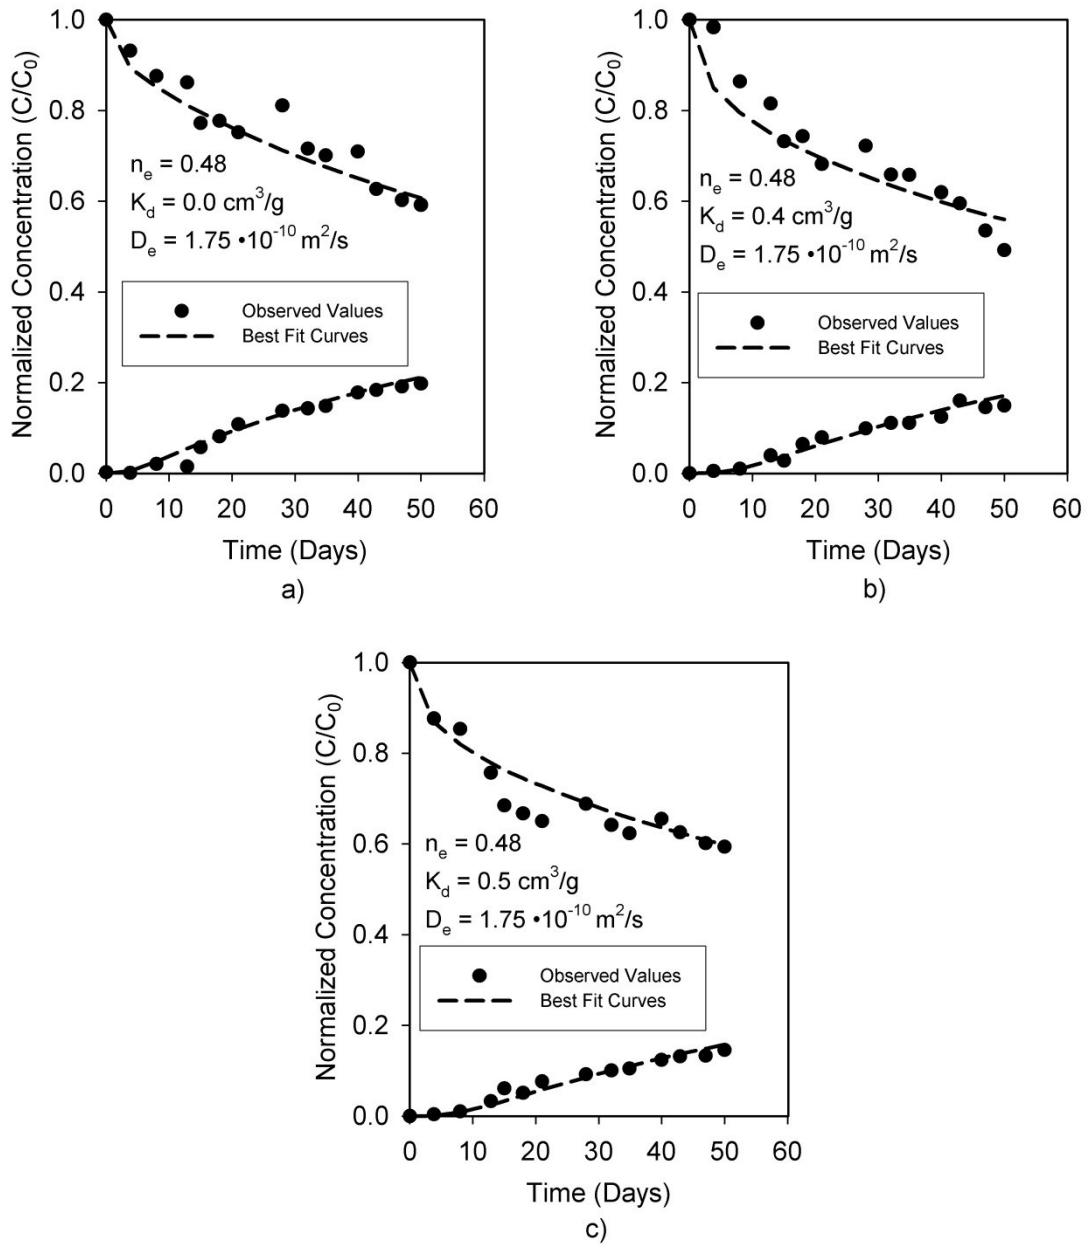 1.0
0.8
0.6
0.4
0.2
0.0
Normalized Concentration (C/C₀)
nₑ = 0.48
K_d = 0.0 cm³/g
Dₑ = 1.75 •10⁻¹⁰ m²/s
Observed Values
Best Fit Curves
0 10 20 30 40 50 60
Time (Days)
a)
1.0
0.8
0.6
0.4
0.2
0.0
Normalized Concentration (C/C₀)
nₑ = 0.48
K_d = 0.4 cm³/g
Dₑ = 1.75 •10⁻¹⁰ m²/s
Observed Values
Best Fit Curves
0 10 20 30 40 50 60
Time (Days)
b)
1.0
0.8
0.6
0.4
0.2
0.0
Normalized Concentration (C/C₀)
nₑ = 0.48
K_d = 0.5 cm³/g
Dₑ = 1.75 •10⁻¹⁰ m²/s
Observed Values
Best Fit Curves
0 10 20 30 40 50 60
Time (Days)
c)